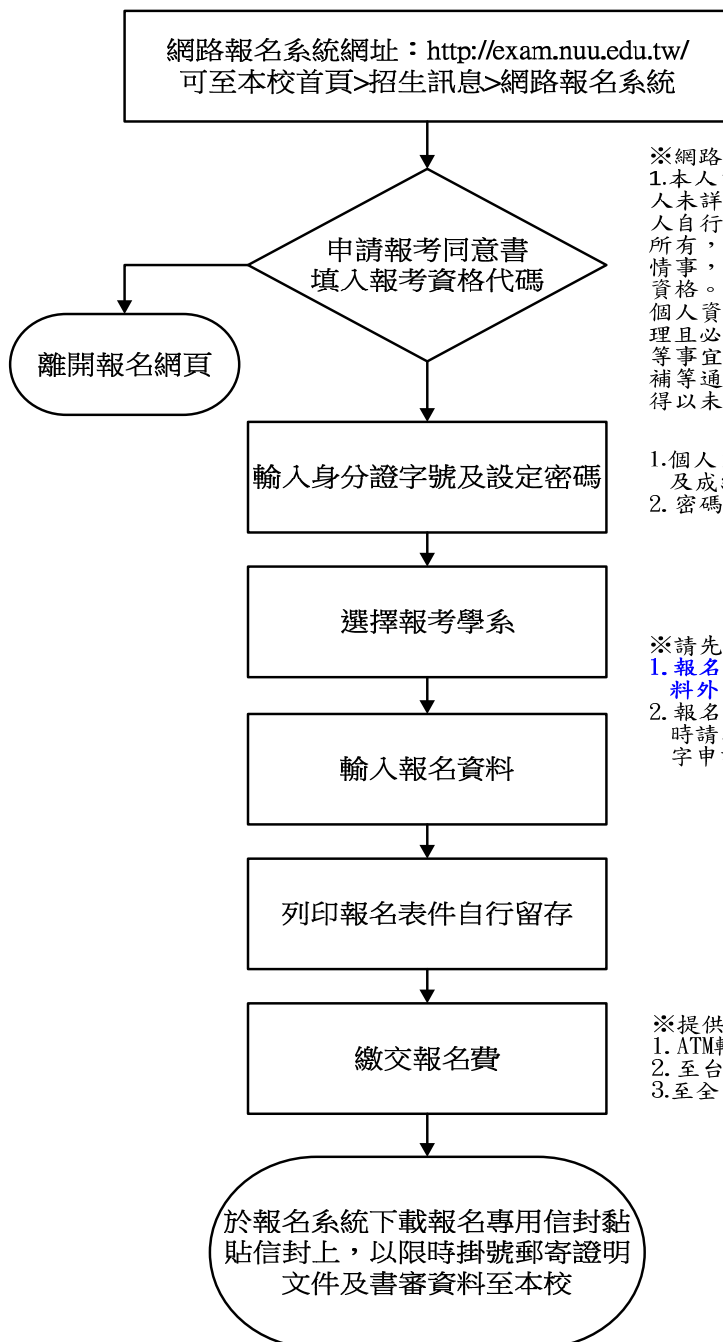 網路報名系統網址：http://exam.nuu.edu.tw/
可至本校首頁>招生訊息>網路報名系統
申請報考同意書
填入報考資格代碼
離開報名網頁
※網路
1.本人
人未詳
人自行
所有，
情事，
資格。
個人資
理且必
等事宜
補等通
得以未
輸入身分證字號及設定密碼
1.個人
及成
2.密碼
選擇報考學系
※請先
1.報名
料外
2.報名
時請
字申
輸入報名資料
列印報名表件自行留存
繳交報名費
※提供
1.ATM
2.至台
3.至全
於報名系統下載報名專用信封黏
貼信封上，以限時掛號郵寄證明
文件及書審資料至本校